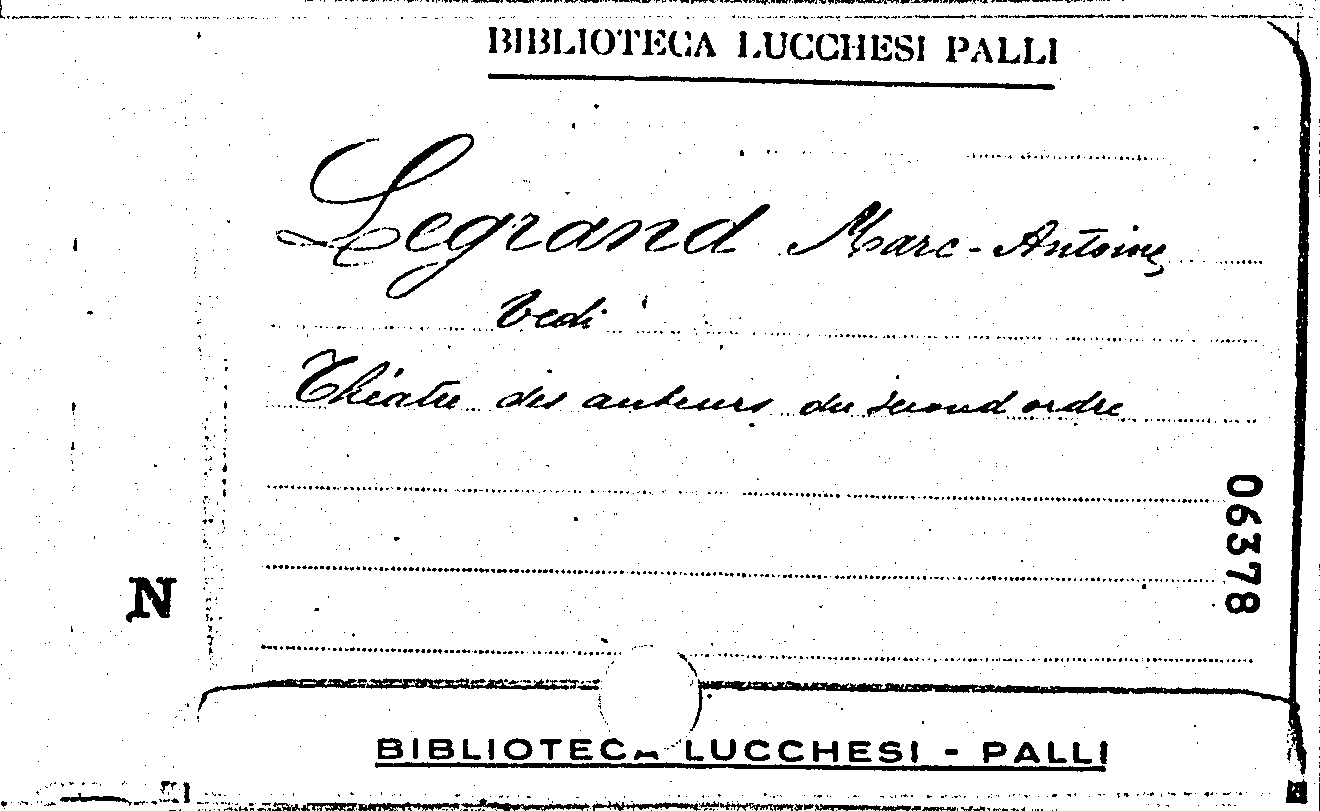 BIBLIOTECA LUCCHESI PALLI
Legrand Marc-Antoine
Vedi
Théatre des auteurs du second ordre
06378
N
BIBLIOTECA LUCCHESI - PALLI